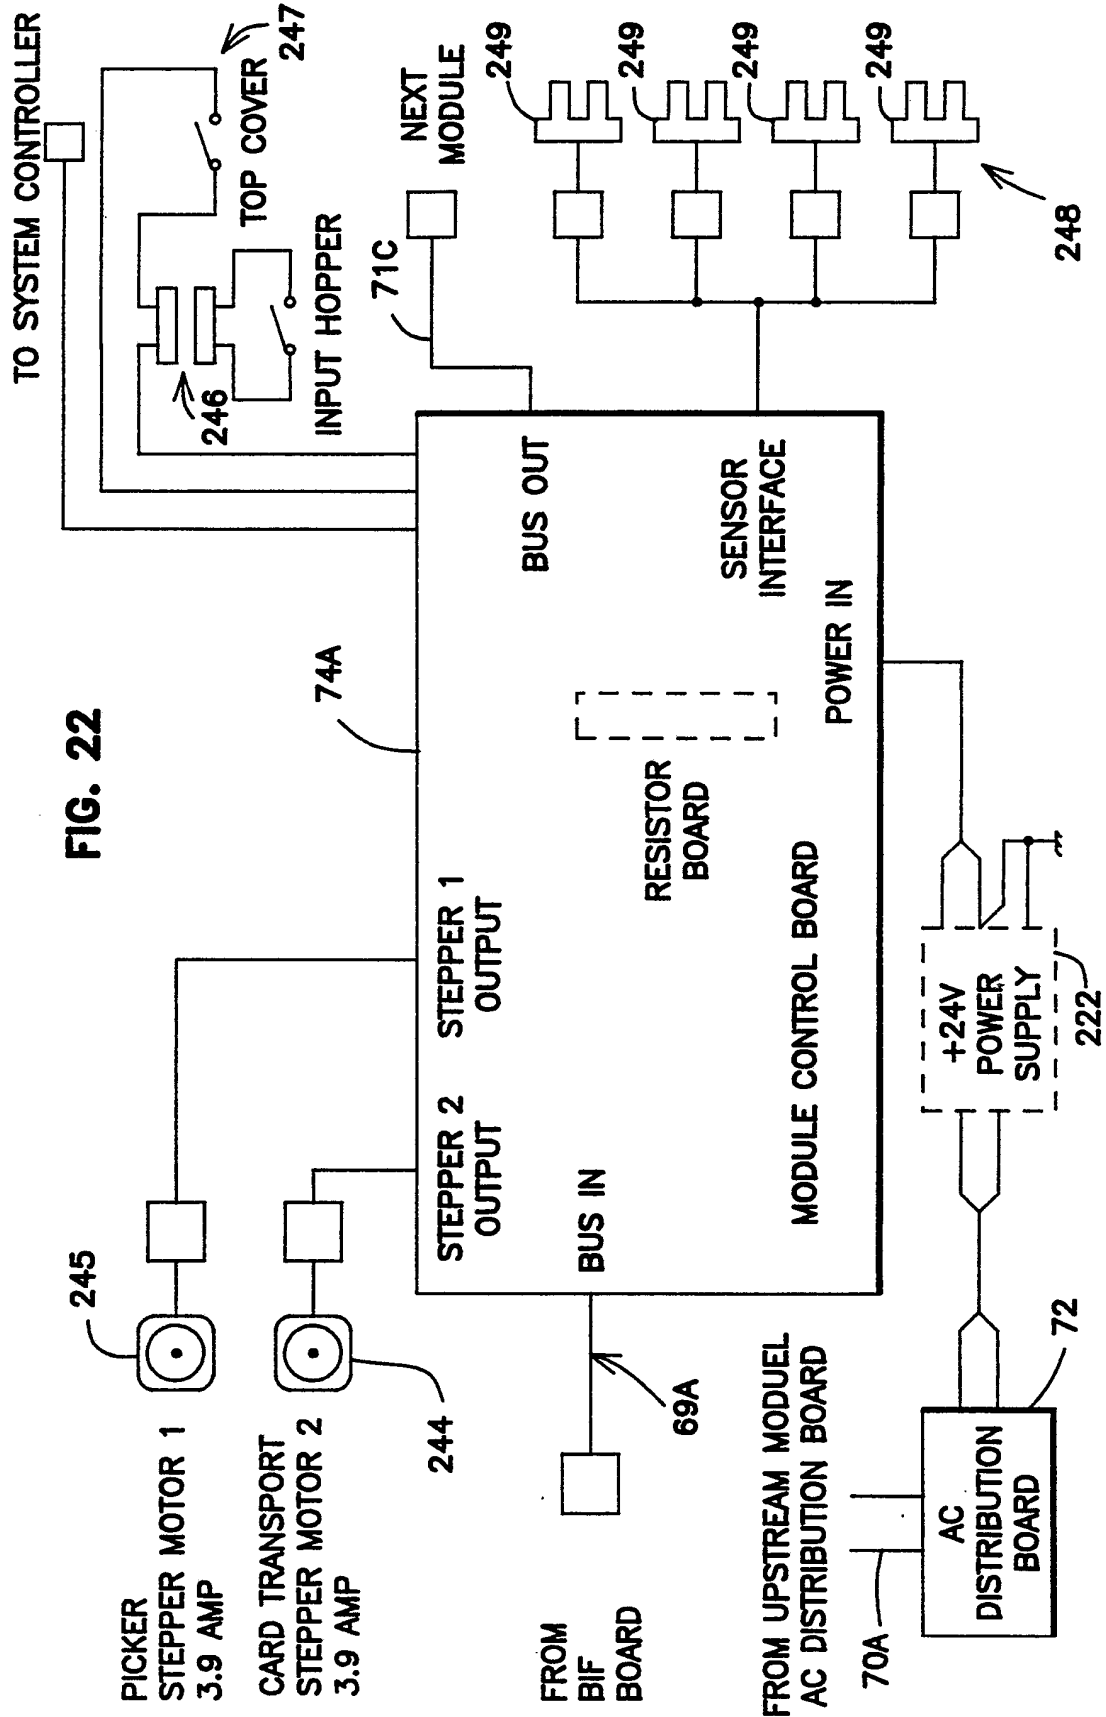 FIG. 22
TO SYSTEM CONTROLLER
247
TOP COVER
246
INPUT HOPPER
PICKER
STEPPER MOTOR 1
3.9 AMP
245
CARD TRANSPORT
STEPPER MOTOR 2
3.9 AMP
244
74A
71C
NEXT
MODULE
249
249
249
249
248
STEPPER 2
OUTPUT
STEPPER 1
OUTPUT
BUS OUT
BUS IN
RESISTOR
BOARD
SENSOR
INTERFACE
MODULE CONTROL BOARD
POWER IN
FROM
BIF
BOARD
69A
FROM UPSTREAM MODUEL
AC DISTRIBUTION BOARD
70A
AC
DISTRIBUTION
BOARD
72
+24V
POWER
SUPPLY
222